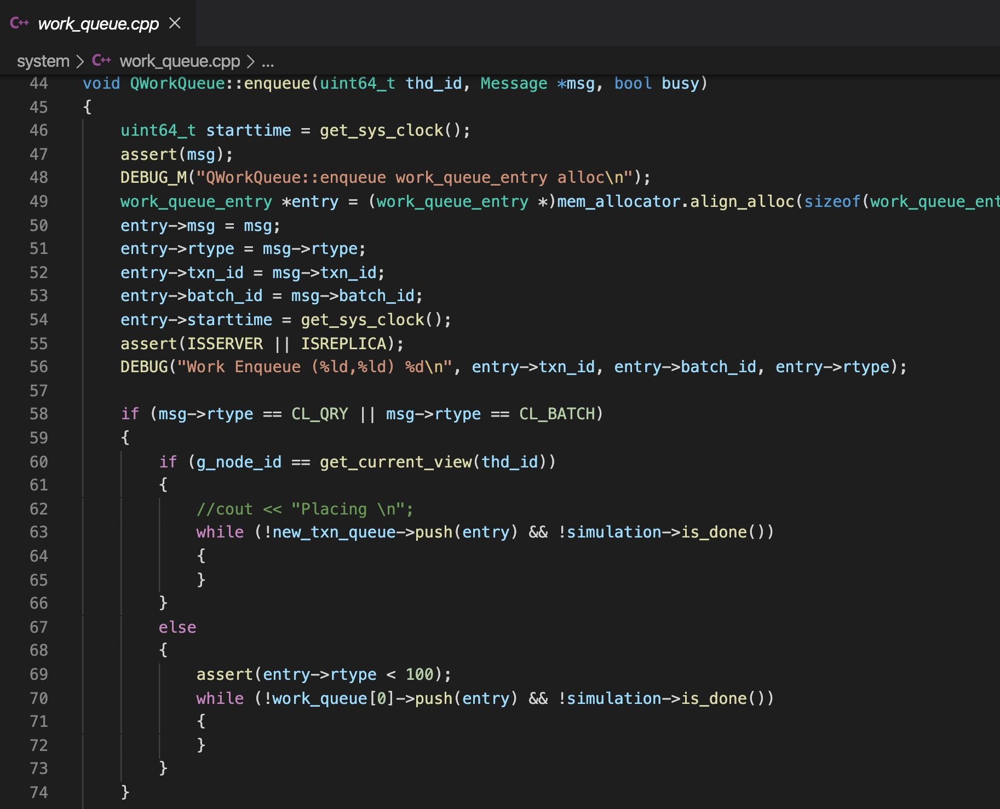 C++ work_queue.cpp ×
system > C++ work_queue.cpp > ...
44 void QWorkQueue::enqueue(uint64_t thd_id, Message *msg, bool busy)
45 {
46 uint64_t starttime = get_sys_clock();
47 assert(msg);
48 DEBUG_M("QWorkQueue::enqueue work_queue_entry alloc\n");
49 work_queue_entry *entry = (work_queue_entry *)mem_allocator.align_alloc(sizeof(work_queue_ent
50 entry->msg = msg;
51 entry->rtype = msg->rtype;
52 entry->txn_id = msg->txn_id;
53 entry->batch_id = msg->batch_id;
54 entry->starttime = get_sys_clock();
55 assert(ISSERVER || ISREPLICA);
56 DEBUG("Work Enqueue (%ld,%ld) %d\n", entry->txn_id, entry->batch_id, entry->rtype);
57
58 if (msg->rtype == CL_QRY || msg->rtype == CL_BATCH)
59 {
60 if (g_node_id == get_current_view(thd_id))
61 {
62 //cout << "Placing \n";
63 while (!new_txn_queue->push(entry) && !simulation->is_done())
64 {
65 }
66 }
67 else
68 {
69 assert(entry->rtype < 100);
70 while (!work_queue[0]->push(entry) && !simulation->is_done())
71 {
72 }
73 }
74 }